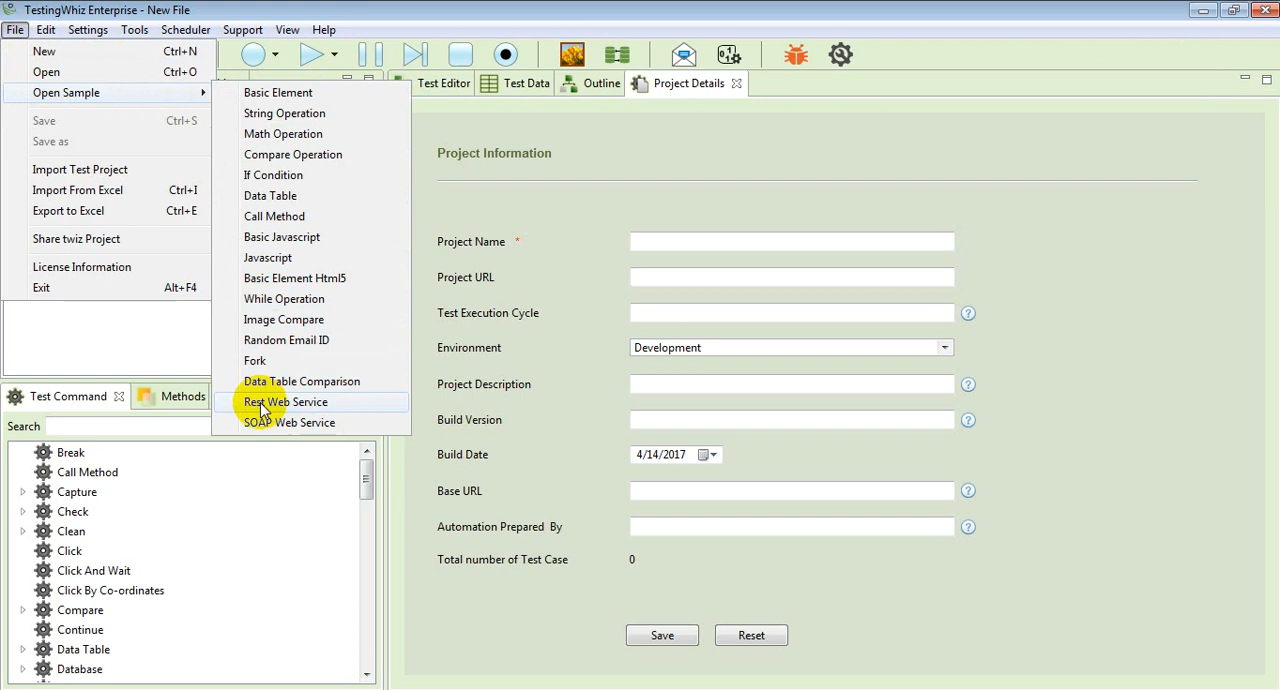 TestingWhiz Enterprise - New File
File Edit Settings Tools Scheduler Support View Help
New Ctrl+N
Open Ctrl+O
Open Sample
Save Ctrl+S
Save as
Import Test Project
Import From Excel Ctrl+I
Export to Excel Ctrl+E
Share twiz Project
License Information
Exit Alt+F4
Basic Element
String Operation
Math Operation
Compare Operation
If Condition
Data Table
Call Method
Basic Javascript
Javascript
Basic Element Html5
While Operation
Image Compare
Random Email ID
Fork
Data Table Comparison
Rest Web Service
SOAP Web Service
Test Editor Test Data Outline Project Details
Project Information
Project Name *
Project URL
Test Execution Cycle
Environment Development
Project Description
Build Version
Build Date 4/14/2017
Base URL
Automation Prepared By
Total number of Test Case 0
Save Reset
Test Command Methods
Search
Break
Call Method
Capture
Check
Clean
Click
Click And Wait
Click By Co-ordinates
Compare
Continue
Data Table
Database